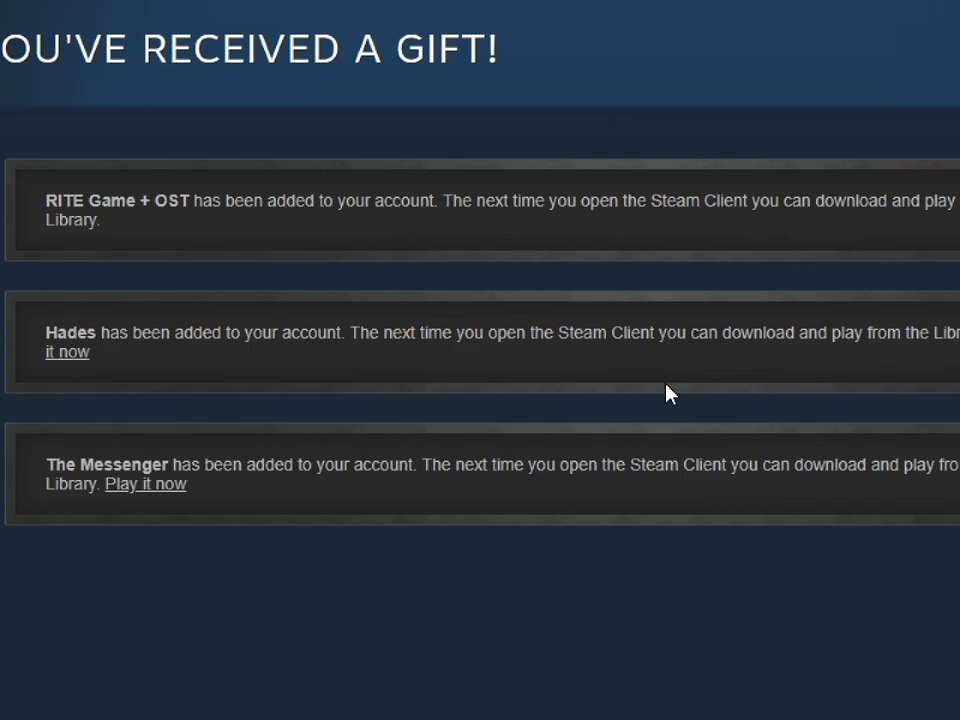 OU'VE RECEIVED A GIFT!
RITE Game + OST has been added to your account. The next time you open the Steam Client you can download and play
Library.
Hades has been added to your account. The next time you open the Steam Client you can download and play from the Libr
it now
The Messenger has been added to your account. The next time you open the Steam Client you can download and play fro
Library. Play it now